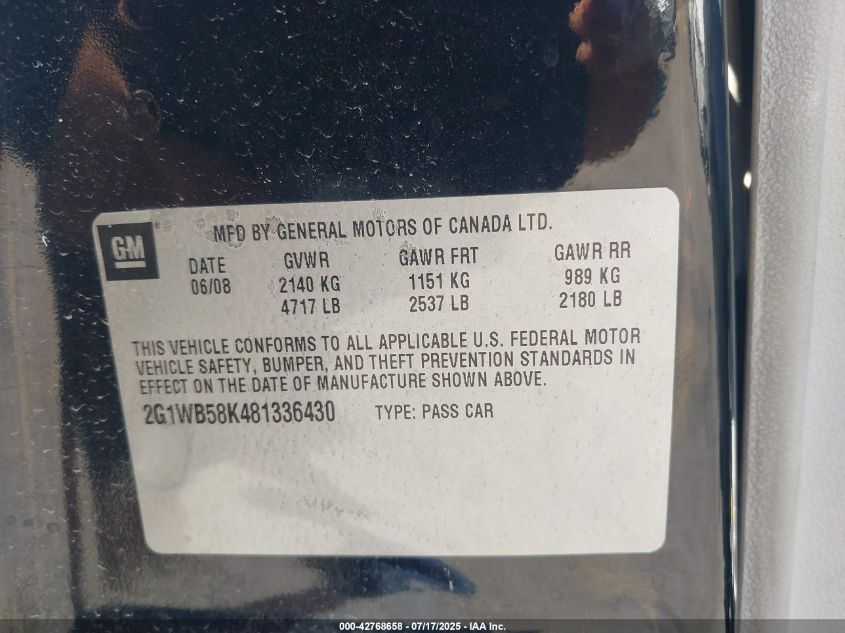 GM
MFD BY GENERAL MOTORS OF CANADA LTD.
DATE GVWR GAWR FRT GAWR RR
06/08 2140 KG 1151 KG 989 KG
4717 LB 2537 LB 2180 LB
THIS VEHICLE CONFORMS TO ALL APPLICABLE U.S. FEDERAL MOTOR
VEHICLE SAFETY, BUMPER, AND THEFT PREVENTION STANDARDS IN
EFFECT ON THE DATE OF MANUFACTURE SHOWN ABOVE.
2G1WB58K481336430 TYPE: PASS CAR
000-42768658 - 07/17/2025 - IAA Inc.